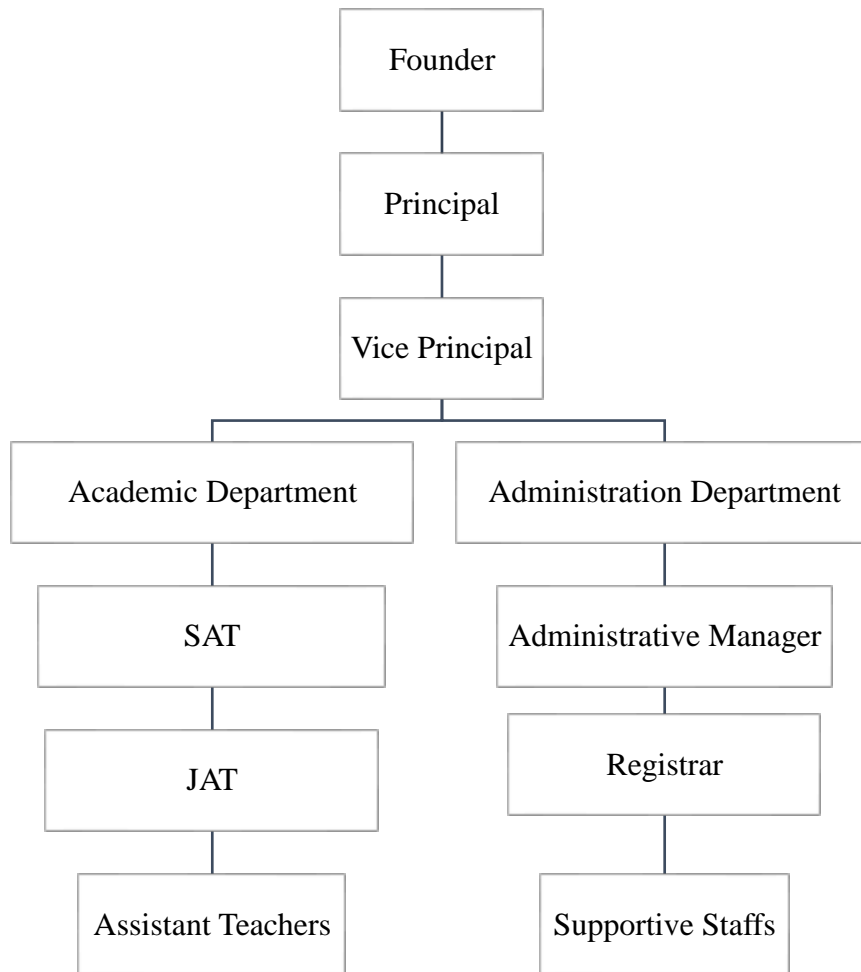 Founder
Principal
Vice Principal
Academic Department
Administration Department
SAT
Administrative Manager
JAT
Registrar
Assistant Teachers
Supportive Staffs